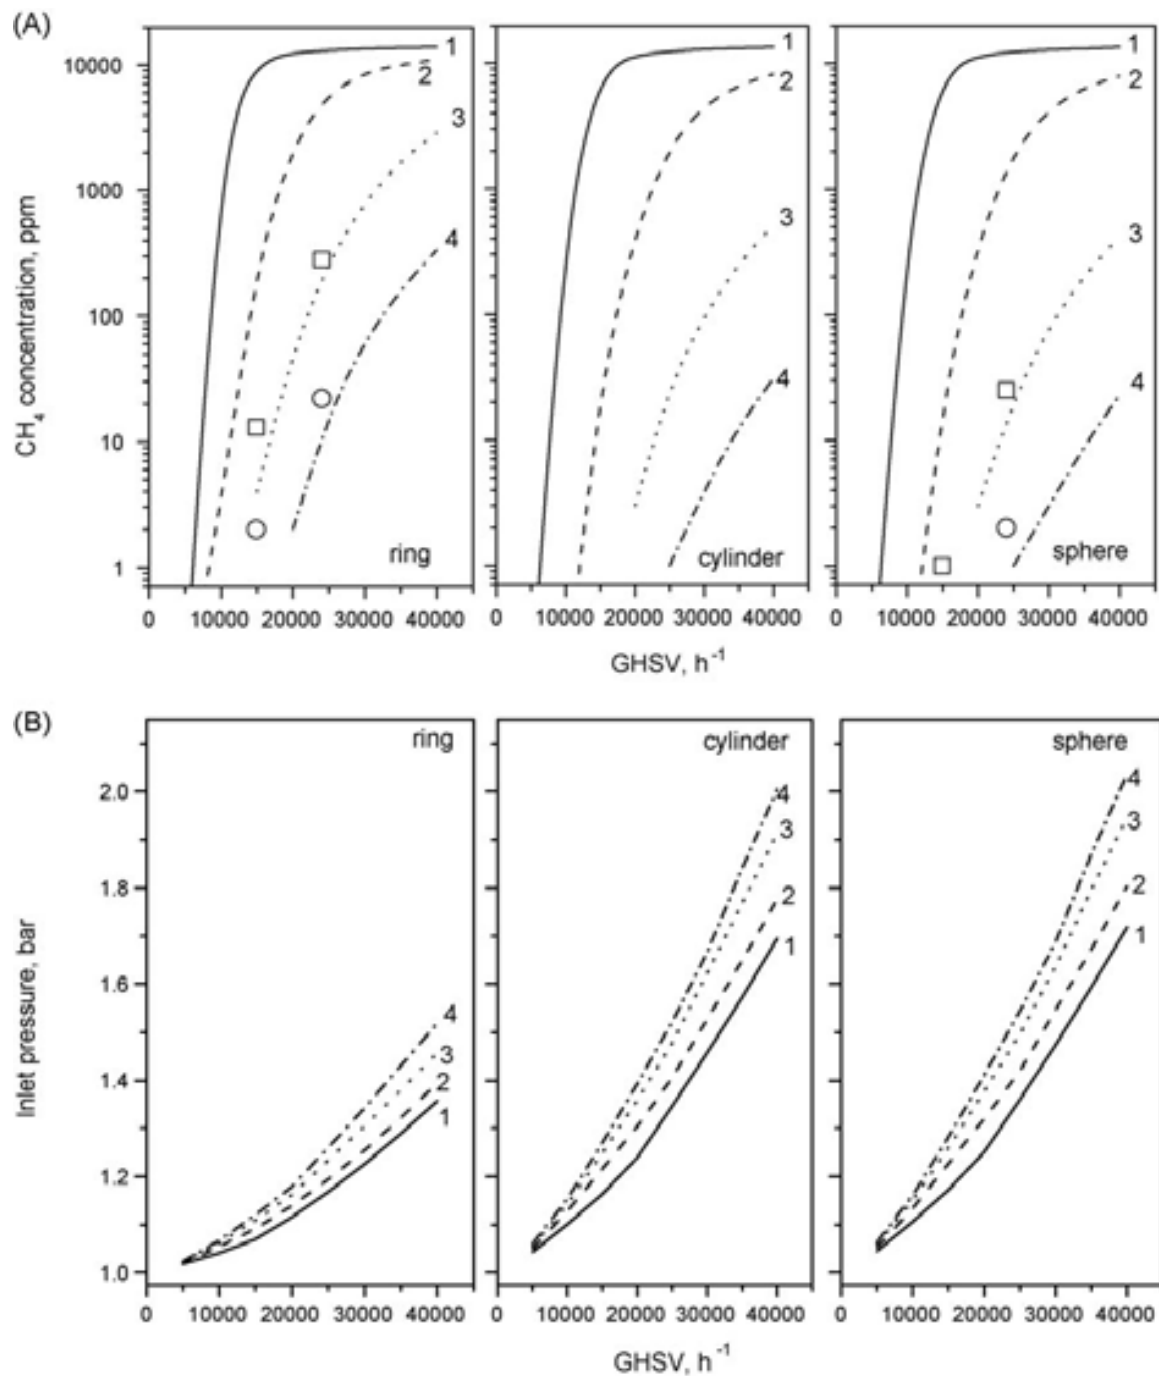 (A)
10000
1000
100
10
1
CH4 concentration, ppm
1
2
3
4
ring
1
2
3
4
cylinder
1
2
3
4
sphere
0 10000 20000 30000 40000
0 10000 20000 30000 40000
0 10000 20000 30000 40000
GHSV, h-1
(B)
2.0
1.8
1.6
1.4
1.2
1.0
Inlet pressure, bar
ring
4
3
2
1
cylinder
4
3
2
1
sphere
4
3
2
1
0 10000 20000 30000 40000
0 10000 20000 30000 40000
0 10000 20000 30000 40000
GHSV, h-1